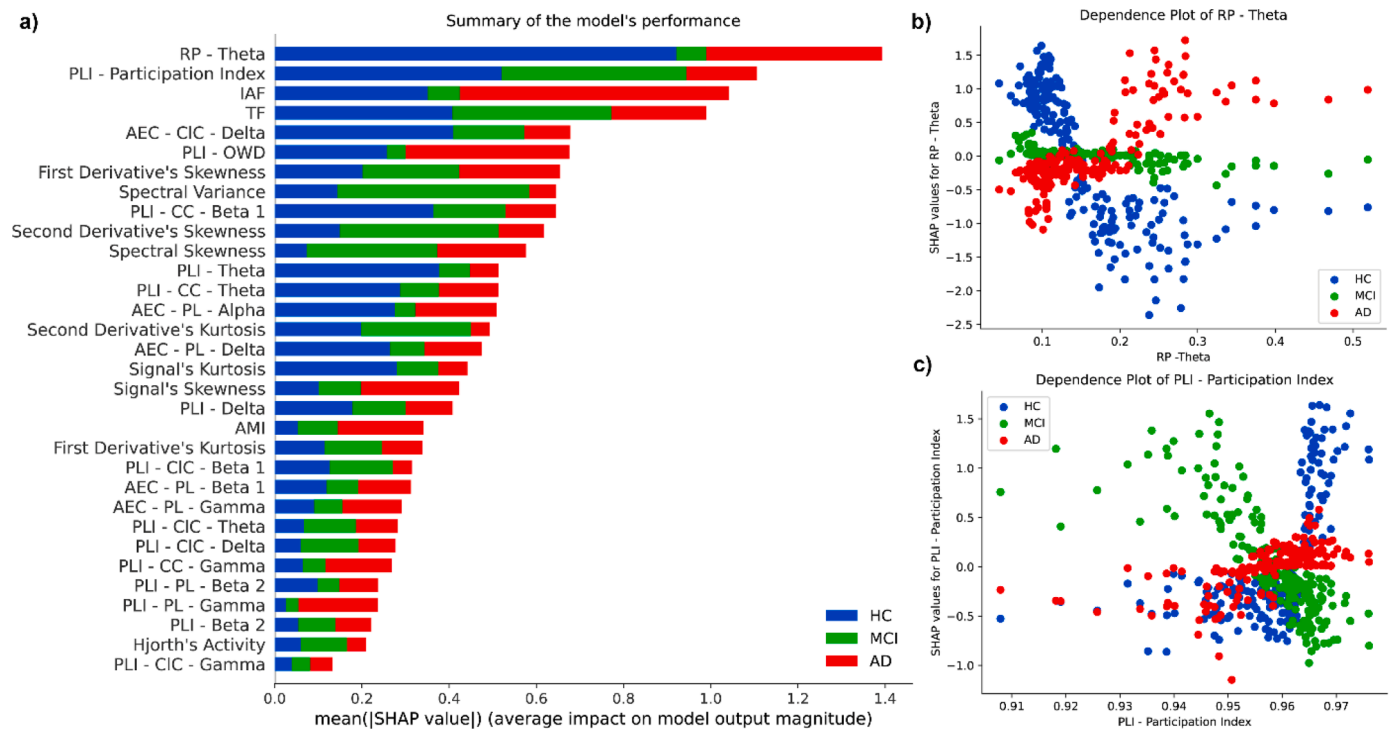 a)
Summary of the model's performance
RP - Theta
PLI - Participation Index
IAF
TF
AEC - ClC - Delta
PLI - OWD
First Derivative's Skewness
Spectral Variance
PLI - CC - Beta 1
Second Derivative's Skewness
Spectral Skewness
PLI - Theta
PLI - CC - Theta
AEC - PL - Alpha
Second Derivative's Kurtosis
AEC - PL - Delta
Signal's Kurtosis
Signal's Skewness
PLI - Delta
AMI
First Derivative's Kurtosis
PLI - ClC - Beta 1
AEC - PL - Beta 1
AEC - PL - Gamma
PLI - ClC - Theta
PLI - ClC - Delta
PLI - CC - Gamma
PLI - PL - Beta 2
PLI - PL - Gamma
PLI - Beta 2
Hjorth's Activity
PLI - ClC - Gamma
HC
MCI
AD
0.0 0.2 0.4 0.6 0.8 1.0 1.2 1.4
mean(|SHAP value|) (average impact on model output magnitude)
b)
Dependence Plot of RP - Theta
SHAP values for RP - Theta
1.5
1.0
0.5
0.0
−0.5
−1.0
−1.5
−2.0
−2.5
HC
MCI
AD
0.1 0.2 0.3 0.4 0.5
RP -Theta
c)
Dependence Plot of PLI - Participation Index
SHAP values for PLI - Participation Index
HC
MCI
AD
1.5
1.0
0.5
0.0
−0.5
−1.0
0.91 0.92 0.93 0.94 0.95 0.96 0.97
PLI - Participation Index